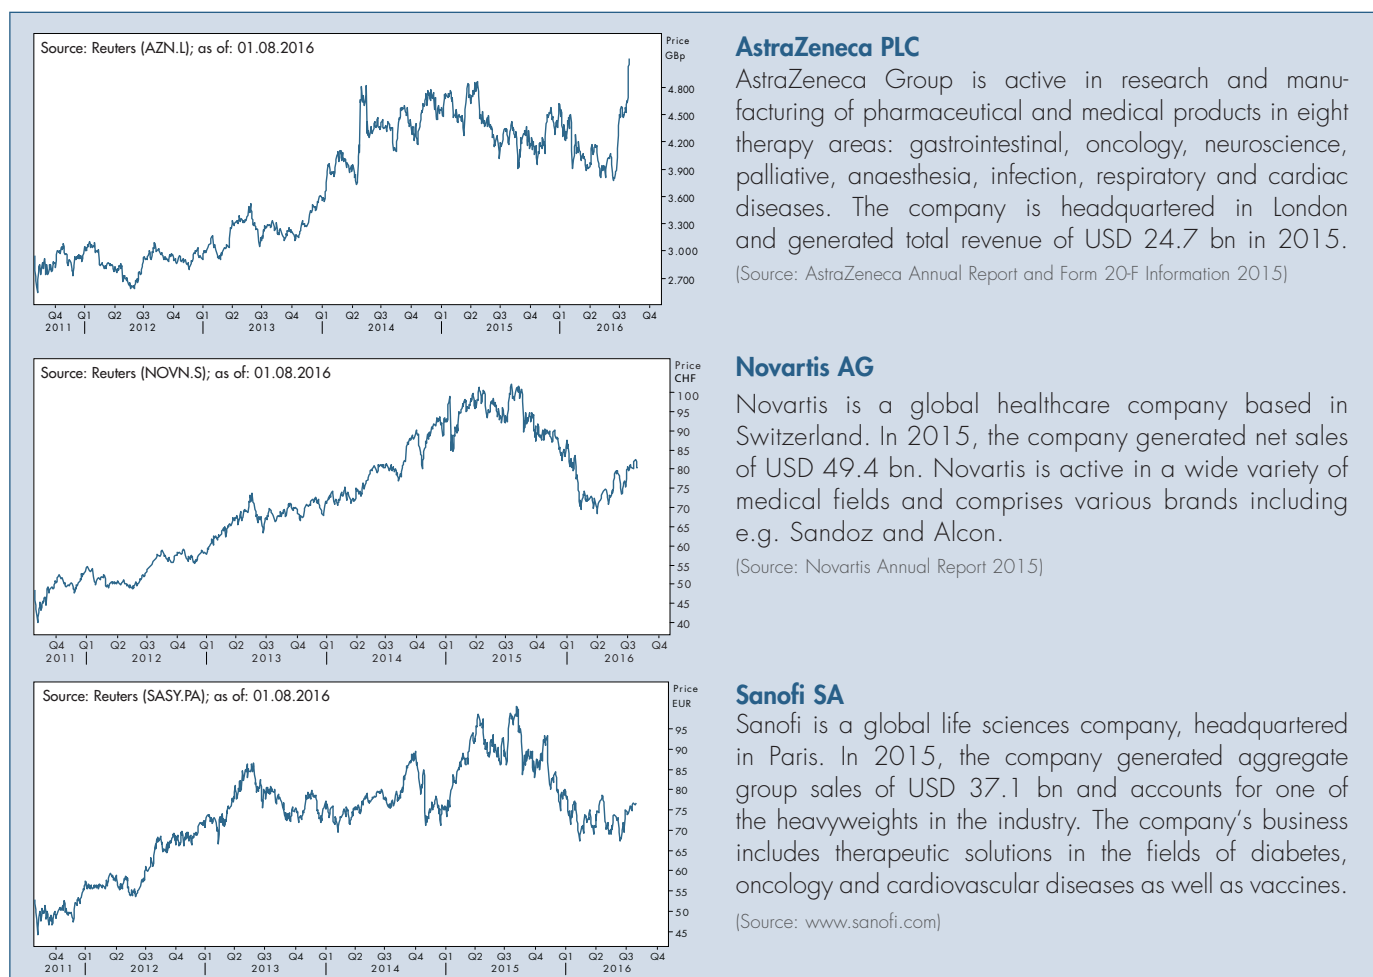 Source: Reuters (AZN.L); as of: 01.08.2016
Price
GBp
4.800
4.500
4.200
3.900
3.600
3.300
3.000
2.700
Q4 Q1 Q2 Q3 Q4 Q1 Q2 Q3 Q4 Q1 Q2 Q3 Q4 Q1 Q2 Q3 Q4 Q1 Q2 Q3 Q4
2011 2012 2013 2014 2015 2016
AstraZeneca PLC
AstraZeneca Group is active in research and manu-
facturing of pharmaceutical and medical products in eight
therapy areas: gastrointestinal, oncology, neuroscience,
palliative, anaesthesia, infection, respiratory and cardiac
diseases. The company is headquartered in London
and generated total revenue of USD 24.7 bn in 2015.
(Source: AstraZeneca Annual Report and Form 20-F Information 2015)
Source: Reuters (NOVN.S); as of: 01.08.2016
Price
CHF
100
95
90
85
80
75
70
65
60
55
50
45
40
Q4 Q1 Q2 Q3 Q4 Q1 Q2 Q3 Q4 Q1 Q2 Q3 Q4 Q1 Q2 Q3 Q4 Q1 Q2 Q3 Q4
2011 2012 2013 2014 2015 2016
Novartis AG
Novartis is a global healthcare company based in
Switzerland. In 2015, the company generated net sales
of USD 49.4 bn. Novartis is active in a wide variety of
medical fields and comprises various brands including
e.g. Sandoz and Alcon.
(Source: Novartis Annual Report 2015)
Source: Reuters (SASY.PA); as of: 01.08.2016
Price
EUR
95
90
85
80
75
70
65
60
55
50
45
Q4 Q1 Q2 Q3 Q4 Q1 Q2 Q3 Q4 Q1 Q2 Q3 Q4 Q1 Q2 Q3 Q4 Q1 Q2 Q3 Q4
2011 2012 2013 2014 2015 2016
Sanofi SA
Sanofi is a global life sciences company, headquartered
in Paris. In 2015, the company generated aggregate
group sales of USD 37.1 bn and accounts for one of
the heavyweights in the industry. The company's business
includes therapeutic solutions in the fields of diabetes,
oncology and cardiovascular diseases as well as vaccines.
(Source: www.sanofi.com)